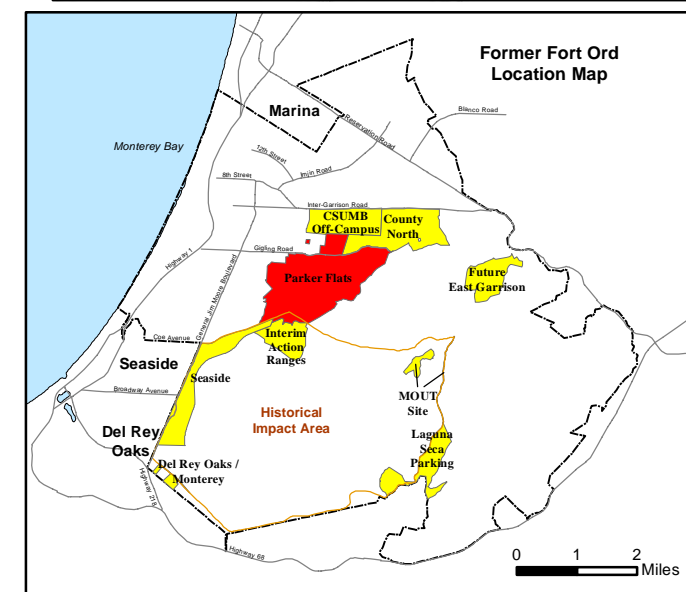 Former Fort Ord
Location Map
Marina
Blanco Road
Reservation Road
Monterey Bay
12th Street
Imjin Road
8th Street
Inter-Garrison Road
CSUMB
Off-Campus
County
North
Gigling Road
Highway 1
General Jim Moore Boulevard
Parker Flats
Future
East Garrison
Coe Avenue
Interim
Action
Ranges
Seaside
Seaside
Broadway Avenue
MOUT
Site
Historical
Impact Area
Del Rey
Oaks
Laguna
Seca
Parking
Del Rey Oaks /
Monterey
Highway 218
Highway 68
0 1 2
Miles